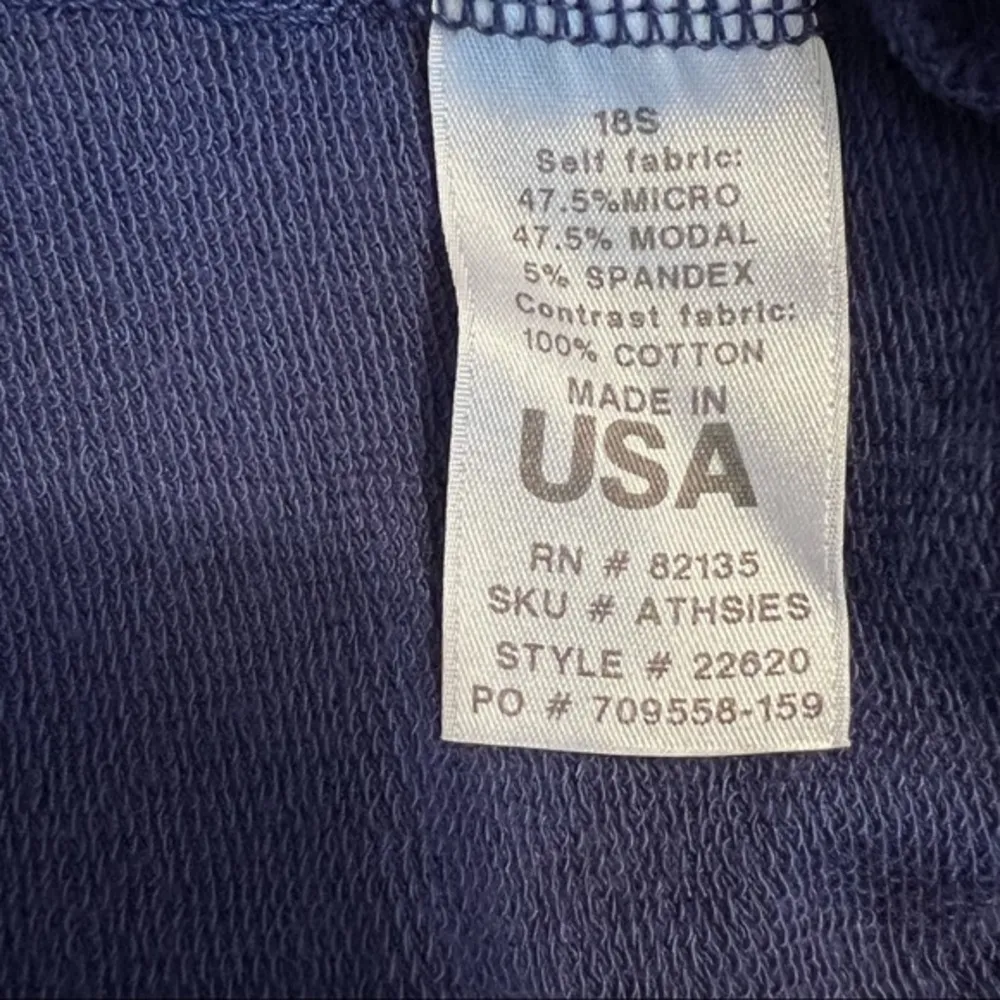 18S
Self fabric:
47.5%MICRO
47.5% MODAL
5% SPANDEX
Contrast fabric:
100% COTTON
MADE IN
USA
RN # 82135
SKU # ATHSIES
STYLE # 22620
PO # 709558-159